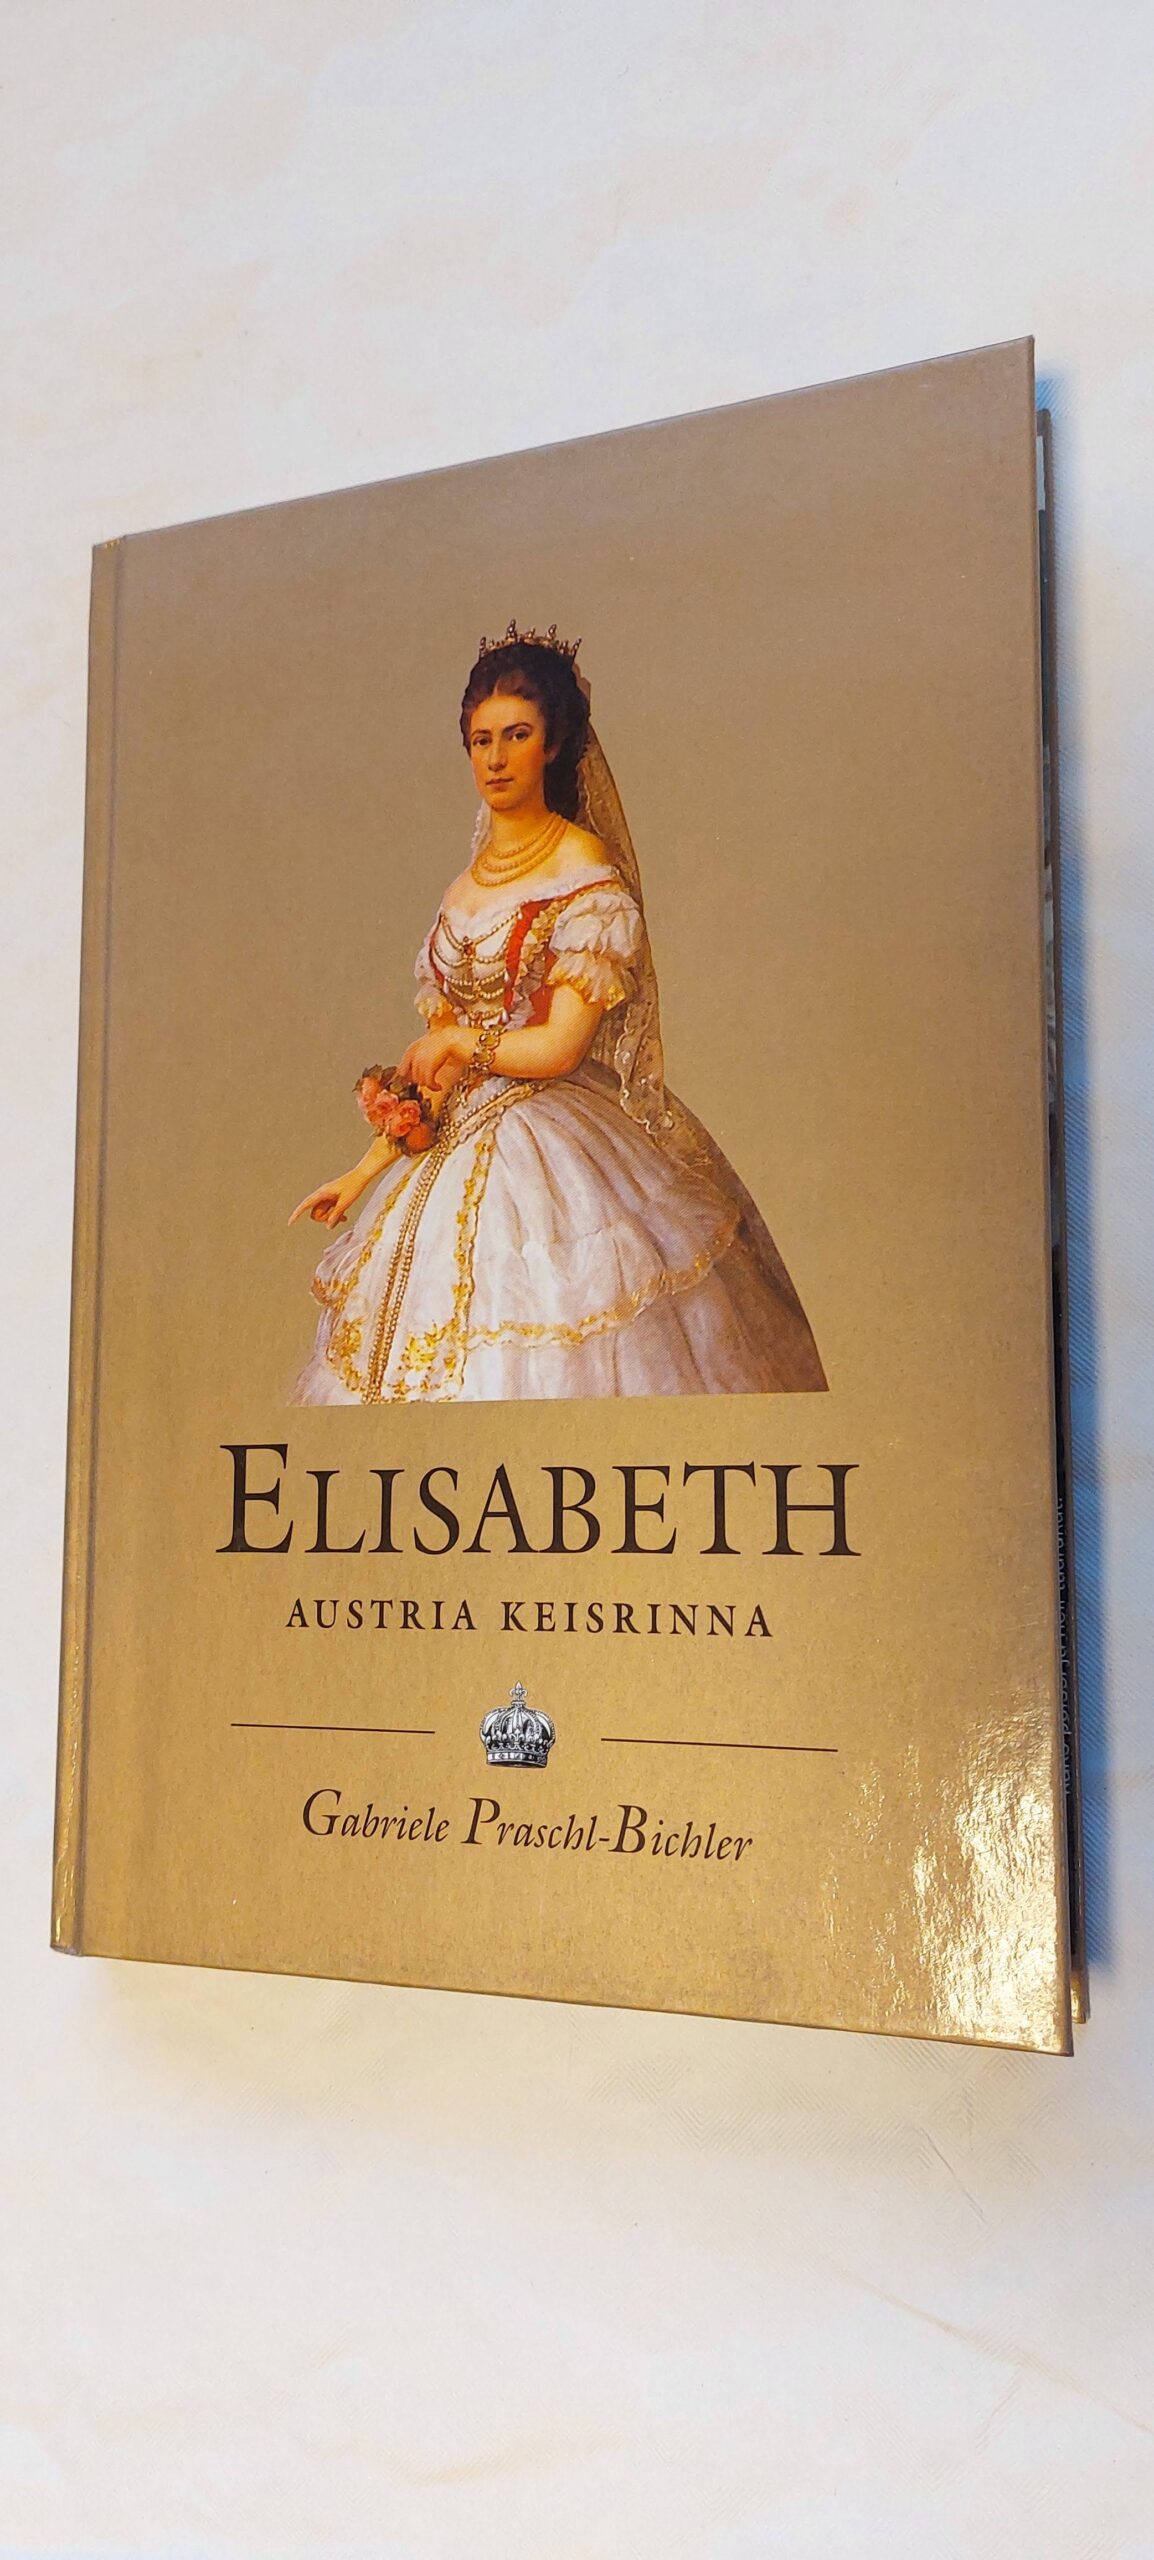 ELISABETH
AUSTRIA KEISRINNA
Gabriele Praschl-Bichler